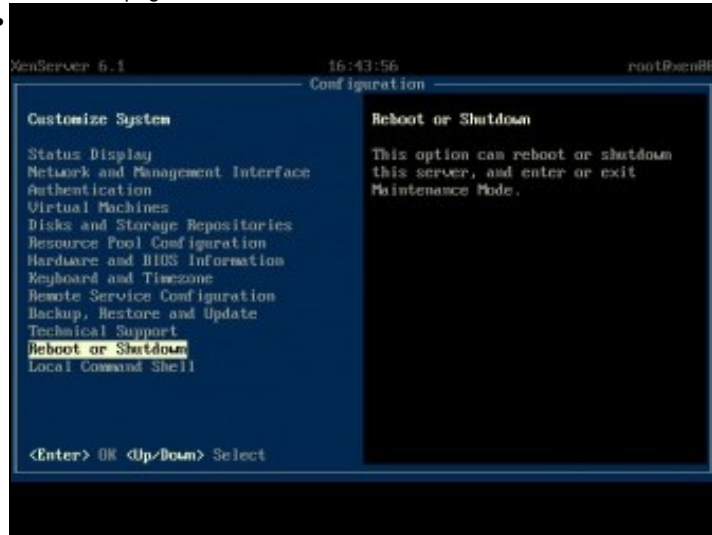 XenServer 6.1 16:43:56 root@xen00
Configuration
Customize System
Status Display
Network and Management Interface
Authentication
Virtual Machines
Disks and Storage Repositories
Resource Pool Configuration
Hardware and BIOS Information
Keyboard and Timezone
Remote Service Configuration
Backup, Restore and Update
Technical Support
Reboot or Shutdown
Local Command Shell
<Enter> OK <Up/Down> Select
Reboot or Shutdown
This option can reboot or shutdown
this server, and enter or exit
Maintenance Mode.